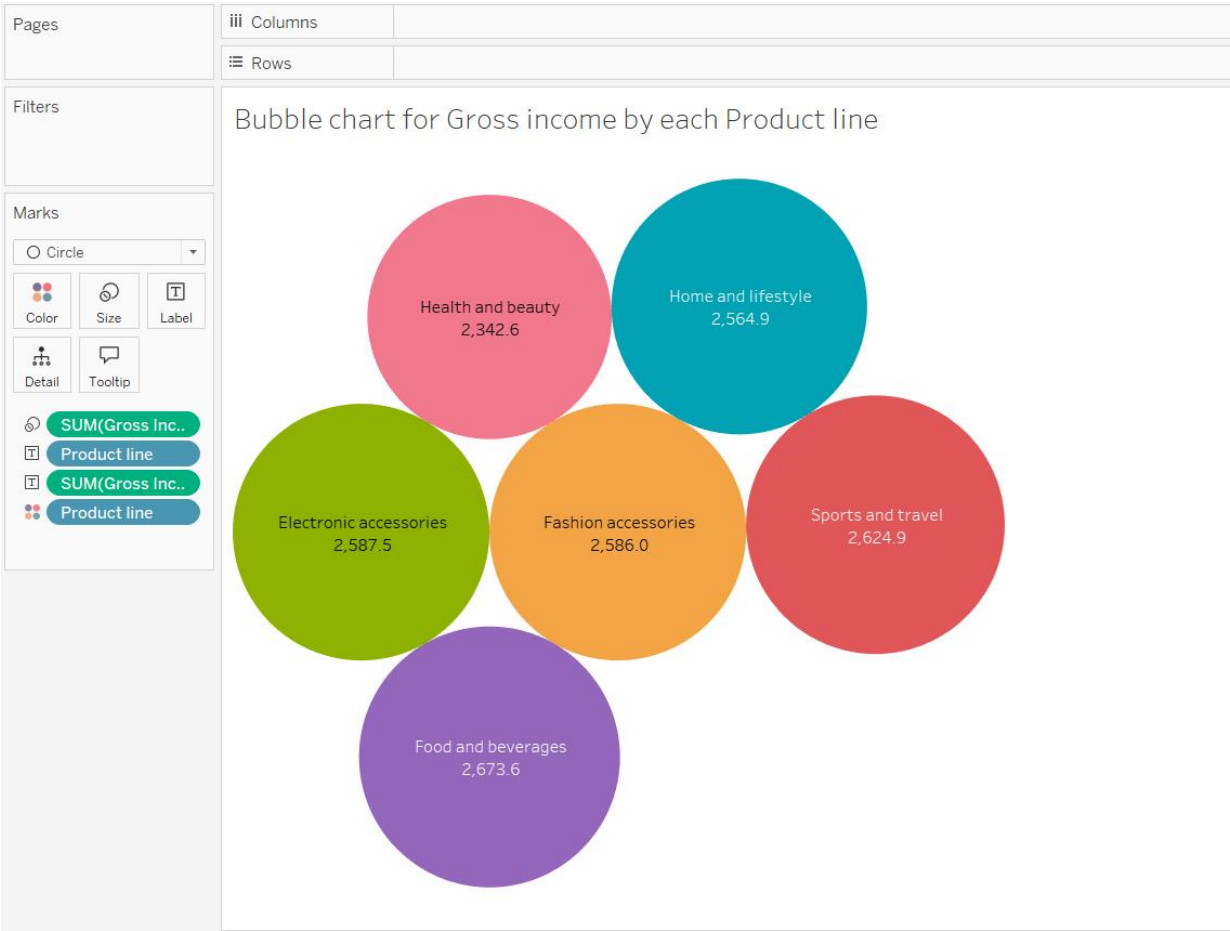 Pages
iii Columns
Rows
Filters
Bubble chart for Gross income by each Product line
Marks
Circle
Color
Size
T
Label
Detail
Tooltip
SUM(Gross Inc..
T
Product line
T
SUM(Gross Inc..
Product line
Health and beauty
2,342.6
Home and lifestyle
2,564.9
Electronic accessories
2,587.5
Fashion accessories
2,586.0
Sports and travel
2,624.9
Food and beverages
2,673.6